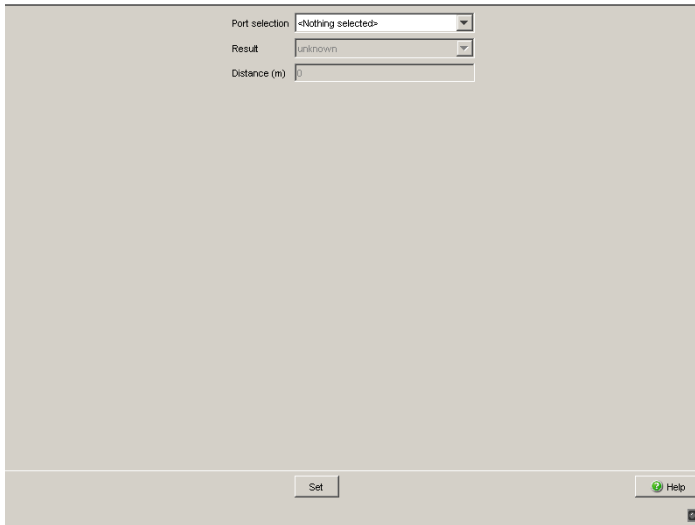 Port selection <Nothing selected>
Result unknown
Distance (m) 0
Set
Help